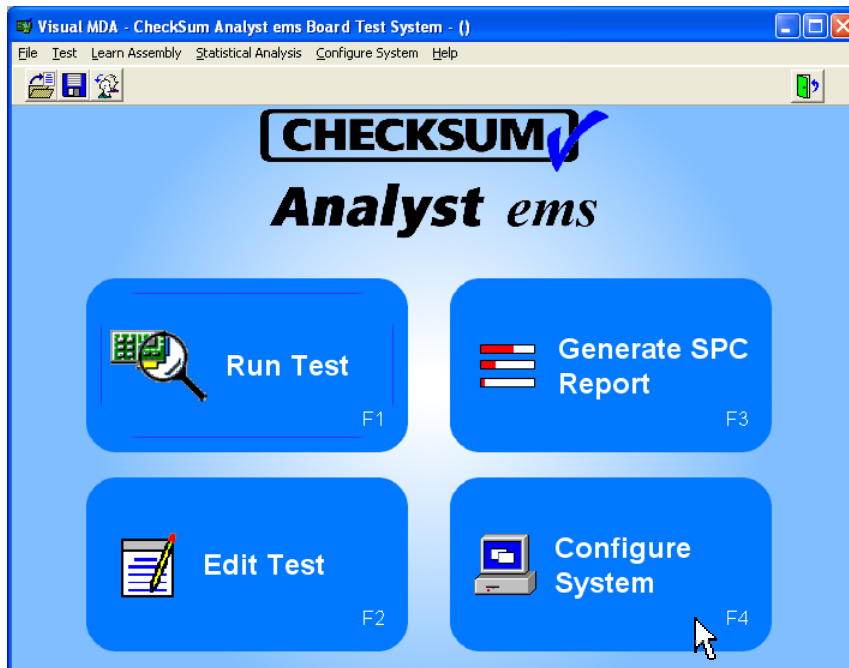 Visual MDA - CheckSum Analyst ems Board Test System - ()
File Test Learn Assembly Statistical Analysis Configure System Help
CHECKSUM
Analyst ems
Run Test
F1
Generate SPC
Report
F3
Edit Test
F2
Configure
System
F4